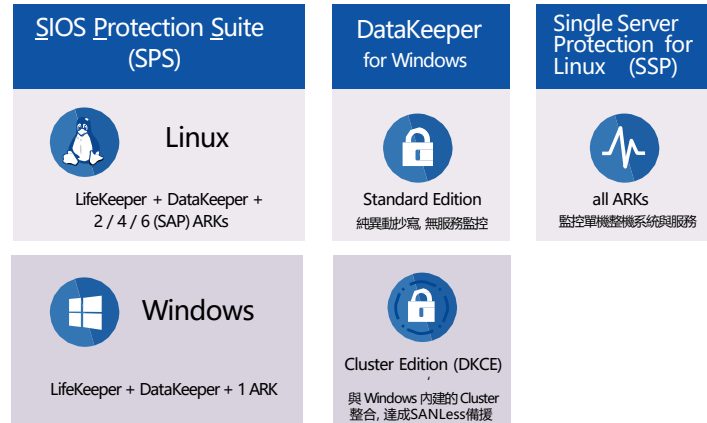 SIOS Protection Suite
(SPS)
Linux
LifeKeeper + DataKeeper +
2 / 4 / 6 (SAP) ARKs
Windows
LifeKeeper + DataKeeper + 1 ARK
DataKeeper
for Windows
Standard Edition
純異動抄寫, 無服務監控
Cluster Edition (DKCE)
與 Windows 內建的 Cluster
整合, 達成SANLess備援
Single Server
Protection for
Linux (SSP)
all ARKs
監控單機整機系統與服務